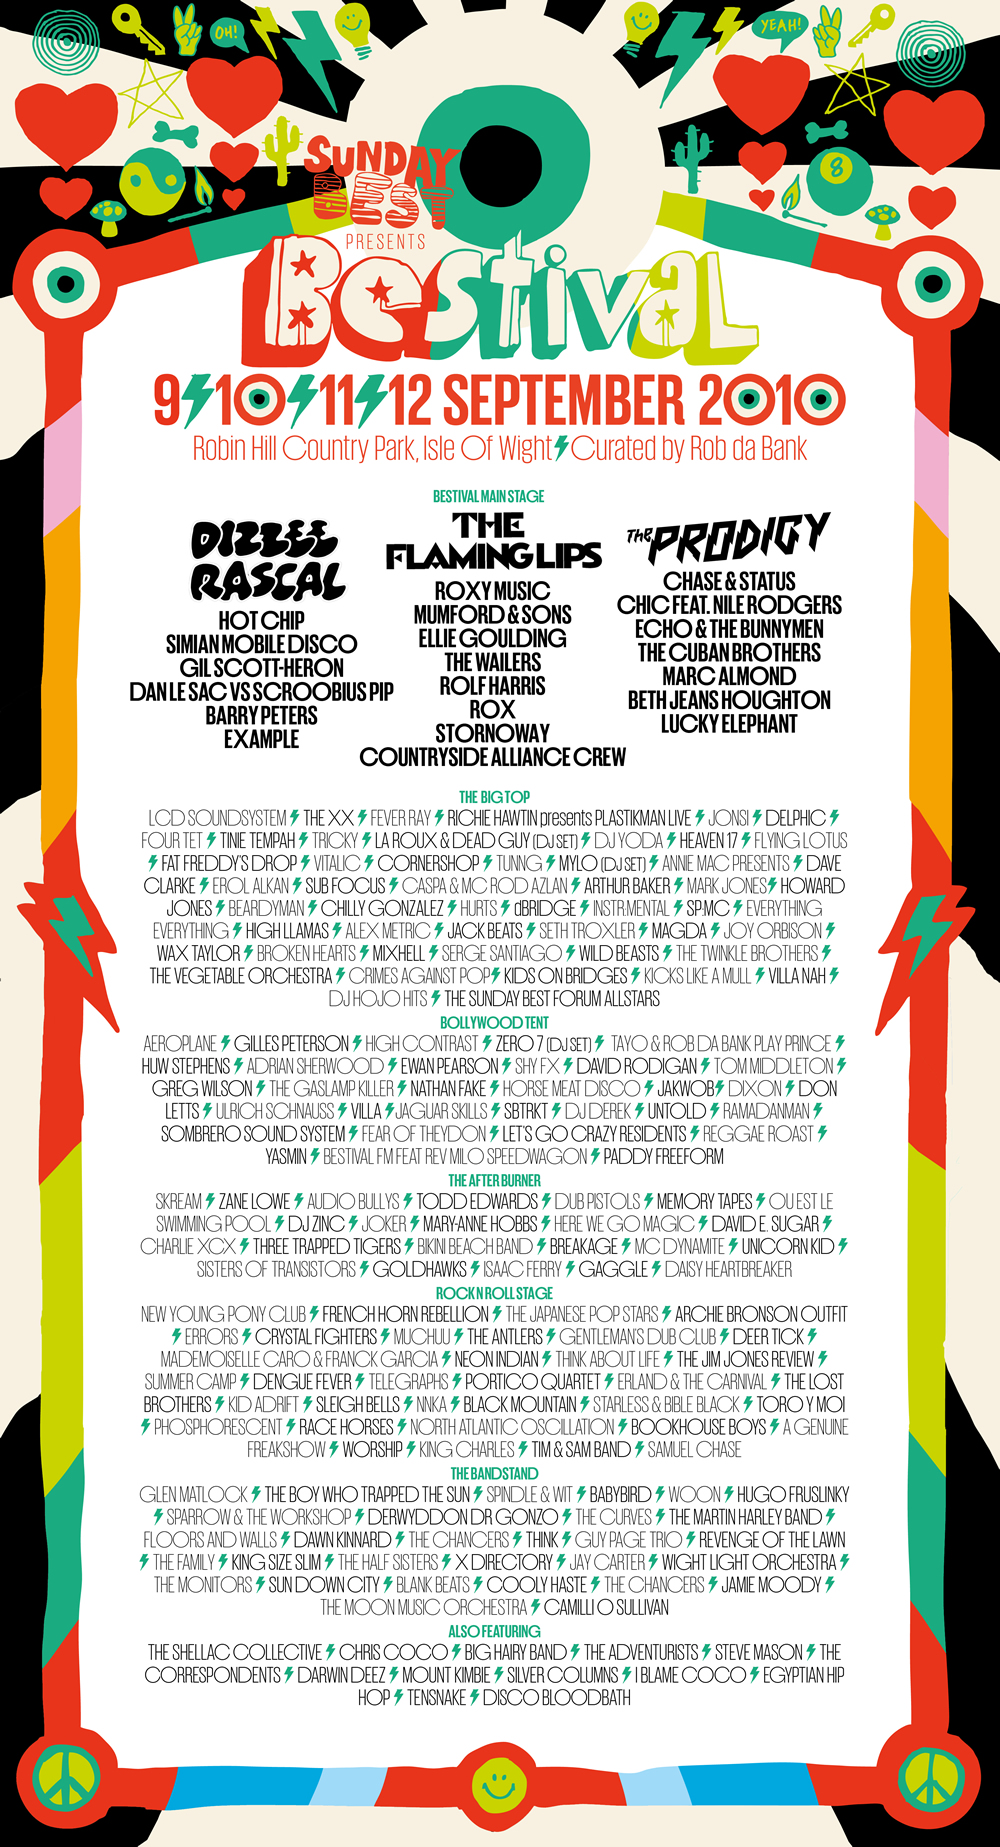 OH!
YEAH!
8
SUNDAY
BEST
PRESENTS
Bestival
9 10 11 12 SEPTEMBER 2010
Robin Hill Country Park, Isle Of Wight Curated by Rob da Bank
BESTIVAL MAIN STAGE
DIZZEE
RASCAL
HOT CHIP
SIMIAN MOBILE DISCO
GIL SCOTT-HERON
DAN LE SAC VS SCROOBIUS PIP
BARRY PETERS
EXAMPLE
THE
FLAMING LIPS
ROXY MUSIC
MUMFORD & SONS
ELLIE GOULDING
THE WAILERS
ROLF HARRIS
ROX
STORNOWAY
COUNTRYSIDE ALLIANCE CREW
THE PRODIGY
CHASE & STATUS
CHIC FEAT. NILE RODGERS
ECHO & THE BUNNYMEN
THE CUBAN BROTHERS
MARC ALMOND
BETH JEANS HOUGHTON
LUCKY ELEPHANT
THE BIG TOP
LCD SOUNDSYSTEM THE XX FEVER RAY RICHIE HAWTIN presents PLASTIKMAN LIVE JONSI DELPHIC
FOUR TET TINIE TEMPAH TRICKY LA ROUX & DEAD GUY (DJ SET) DJ YODA HEAVEN 17 FLYING LOTUS
FAT FREDDY'S DROP VITALIC CORNERSHOP TUNNG MYLO (DJ SET) ANNIE MAC PRESENTS DAVE
CLARKE EROL ALKAN SUB FOCUS CASPA & MC ROD AZLAN ARTHUR BAKER MARK JONES HOWARD
JONES BEARDYMAN CHILLY GONZALEZ HURTS dBRIDGE INSTR:MENTAL SP:MC EVERYTHING
EVERYTHING HIGH LLAMAS ALEX METRIC JACK BEATS SETH TROXLER MAGDA JOY ORBISON
WAX TAYLOR BROKEN HEARTS MIXHELL SERGE SANTIAGO WILD BEASTS THE TWINKLE BROTHERS
THE VEGETABLE ORCHESTRA CRIMES AGAINST POP KIDS ON BRIDGES KICKS LIKE A MULL VILLA NAH
DJ HOJO HITS THE SUNDAY BEST FORUM ALLSTARS
BOLLYWOOD TENT
AEROPLANE GILLES PETERSON HIGH CONTRAST ZERO 7 (DJ SET) TAYO & ROB DA BANK PLAY PRINCE
HUW STEPHENS ADRIAN SHERWOOD EWAN PEARSON SHY FX DAVID RODIGAN TOM MIDDLETON
GREG WILSON THE GASLAMP KILLER NATHAN FAKE HORSE MEAT DISCO JAKWOB DIXON DON
LETTS ULRICH SCHNAUSS VILLA JAGUAR SKILLS SBTRKT DJ DEREK UNTOLD RAMADANMAN
SOMBRERO SOUND SYSTEM FEAR OF THEYDON LET'S GO CRAZY RESIDENTS REGGAE ROAST
YASMIN BESTIVAL FM FEAT REV MILO SPEEDWAGON PADDY FREEFORM
THE AFTER BURNER
SKREAM ZANE LOWE AUDIO BULLYS TODD EDWARDS DUB PISTOLS MEMORY TAPES OU EST LE
SWIMMING POOL DJ ZINC JOKER MARY-ANNE HOBBS HERE WE GO MAGIC DAVID E. SUGAR
CHARLIE XCX THREE TRAPPED TIGERS BIKINI BEACH BAND BREAKAGE MC DYNAMITE UNICORN KID
SISTERS OF TRANSISTORS GOLDHAWKS ISAAC FERRY GAGGLE DAISY HEARTBREAKER
ROCK N ROLL STAGE
NEW YOUNG PONY CLUB FRENCH HORN REBELLION THE JAPANESE POP STARS ARCHIE BRONSON OUTFIT
ERRORS CRYSTAL FIGHTERS MUCHUU THE ANTLERS GENTLEMAN'S DUB CLUB DEER TICK
MADEMOISELLE CARO & FRANCK GARCIA NEON INDIAN THINK ABOUT LIFE THE JIM JONES REVIEW
SUMMER CAMP DENGUE FEVER TELEGRAPHS PORTICO QUARTET ERLAND & THE CARNIVAL THE LOST
BROTHERS KID ADRIFT SLEIGH BELLS NNKA BLACK MOUNTAIN STARLESS & BIBLE BLACK TORO Y MOI
PHOSPHORESCENT RACE HORSES NORTH ATLANTIC OSCILLATION BOOKHOUSE BOYS A GENUINE
FREAKSHOW WORSHIP KING CHARLES TIM & SAM BAND SAMUEL CHASE
THE BANDSTAND
GLEN MATLOCK THE BOY WHO TRAPPED THE SUN SPINDLE & WIT BABYBIRD WOON HUGO FRUSLINKY
SPARROW & THE WORKSHOP DERWYDDON DR GONZO THE CURVES THE MARTIN HARLEY BAND
FLOORS AND WALLS DAWN KINNARD THE CHANCERS THINK GUY PAGE TRIO REVENGE OF THE LAWN
THE FAMILY KING SIZE SLIM THE HALF SISTERS X DIRECTORY JAY CARTER WIGHT LIGHT ORCHESTRA
THE MONITORS SUN DOWN CITY BLANK BEATS COOLY HASTE THE CHANCERS JAMIE MOODY
THE MOON MUSIC ORCHESTRA CAMILLI O SULLIVAN
ALSO FEATURING
THE SHELLAC COLLECTIVE CHRIS COCO BIG HAIRY BAND THE ADVENTURISTS STEVE MASON THE
CORRESPONDENTS DARWIN DEEZ MOUNT KIMBIE SILVER COLUMNS I BLAME COCO EGYPTIAN HIP
HOP TENSNAKE DISCO BLOODBATH